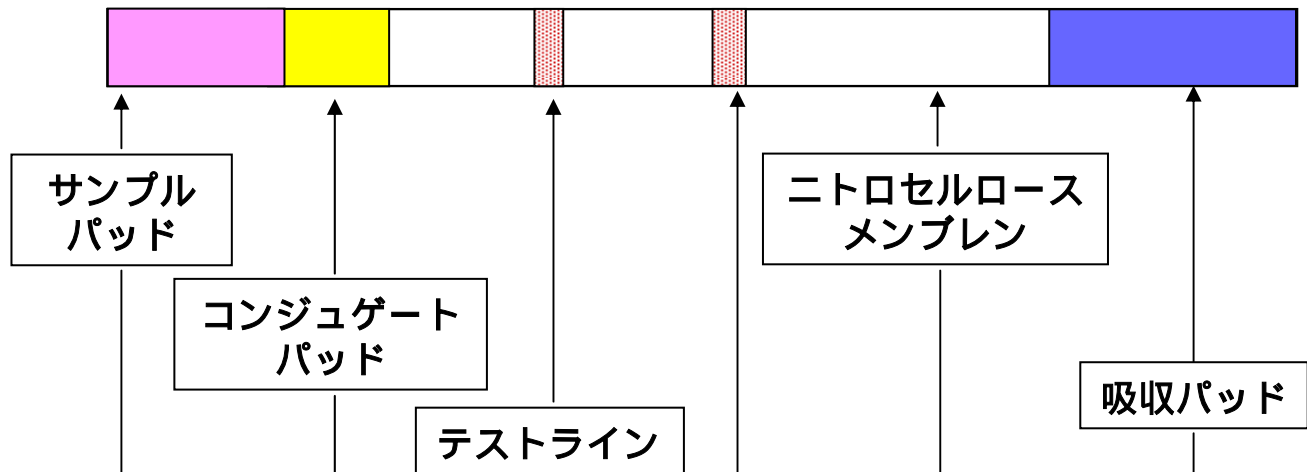 サンプル
パッド
コンジュゲート
パッド
テストライン
ニトロセルロース
メンブレン
吸収パッド